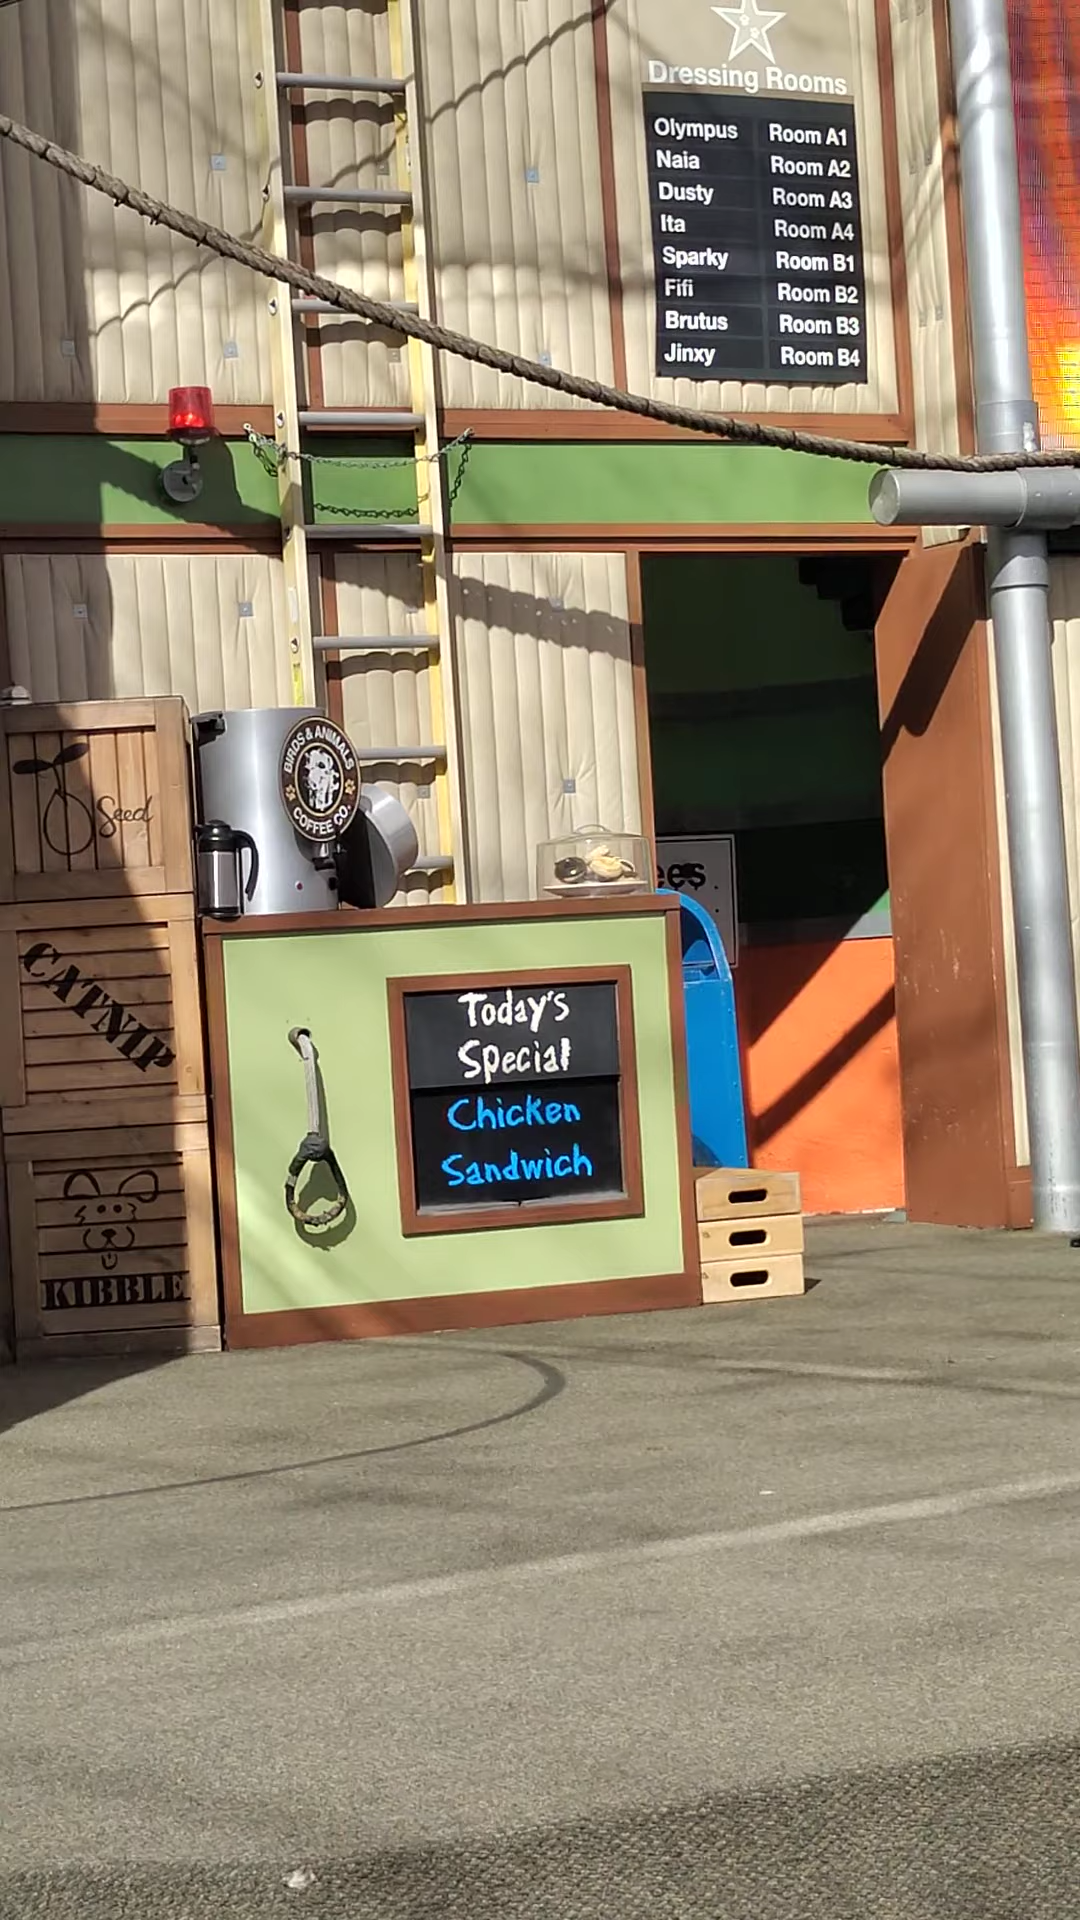 Dressing Rooms
Olympus Room A1
Naia Room A2
Dusty Room A3
Ita Room A4
Sparky Room B1
Fifi Room B2
Brutus Room B3
Jinxy Room B4
BIRDS & ANIMALS
COFFEE CO.
Seed
CATNIP
KIBBLE
Today's
Special
Chicken
Sandwich